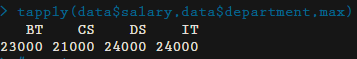 > tapply(data$salary,data$department,max)
   BT    CS    DS    IT
23000 21000 24000 24000